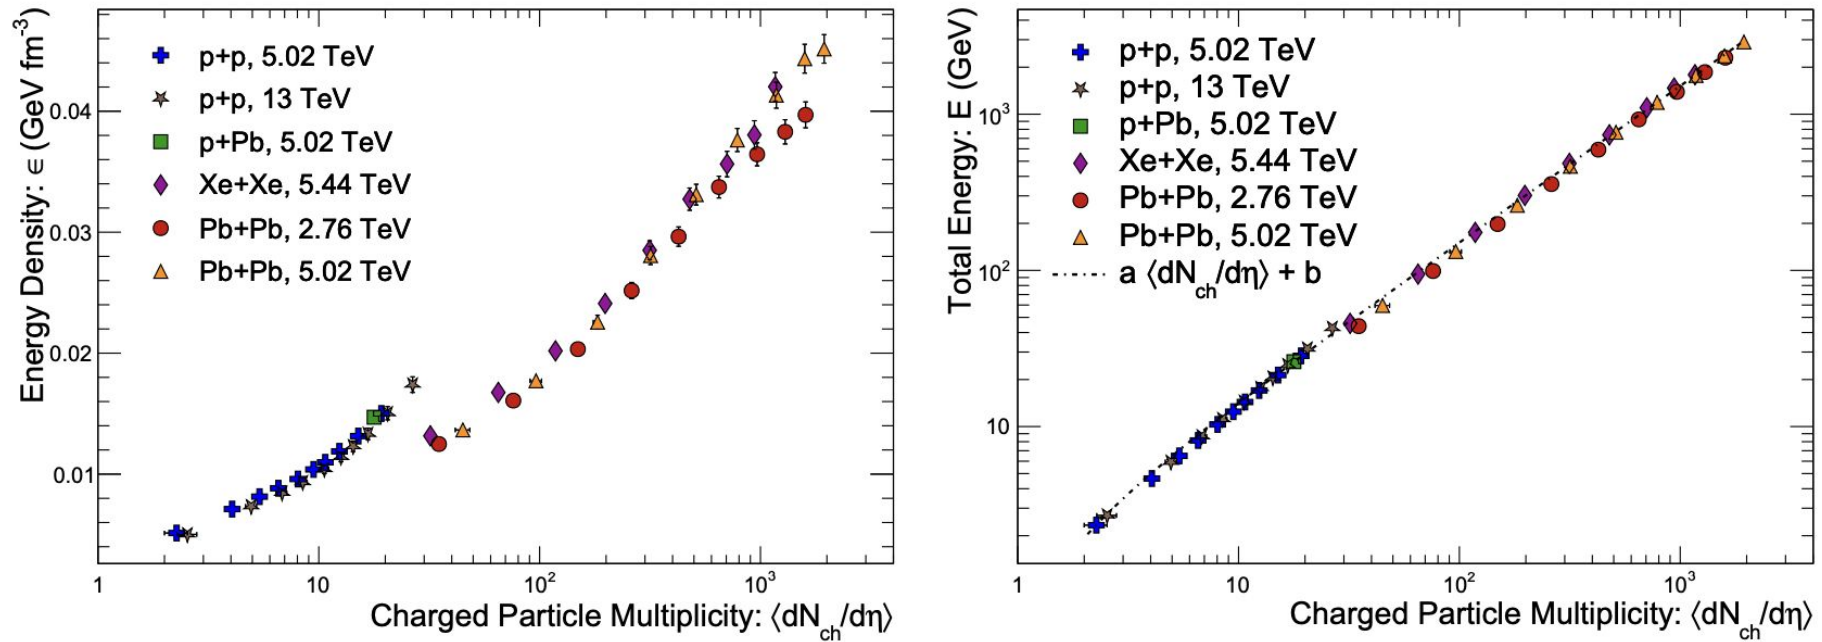 Energy Density: ϵ (GeV fm⁻³)
p+p, 5.02 TeV
p+p, 13 TeV
p+Pb, 5.02 TeV
Xe+Xe, 5.44 TeV
Pb+Pb, 2.76 TeV
Pb+Pb, 5.02 TeV
0.04
0.03
0.02
0.01
1
10
10²
10³
Charged Particle Multiplicity: ⟨dN_ch/dη⟩
Total Energy: E (GeV)
p+p, 5.02 TeV
p+p, 13 TeV
p+Pb, 5.02 TeV
Xe+Xe, 5.44 TeV
Pb+Pb, 2.76 TeV
Pb+Pb, 5.02 TeV
a ⟨dN_ch/dη⟩ + b
10³
10²
10
1
10
10²
10³
Charged Particle Multiplicity: ⟨dN_ch/dη⟩